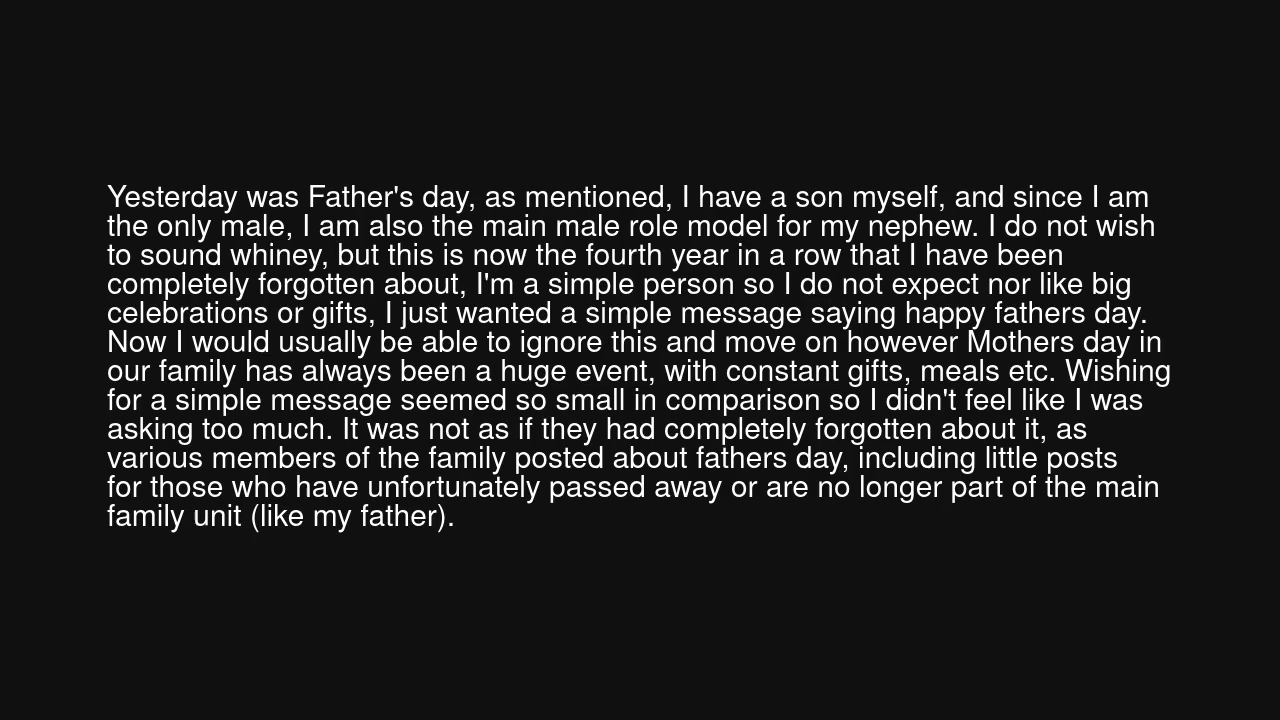 Yesterday was Father's day, as mentioned, I have a son myself, and since I am
the only male, I am also the main male role model for my nephew. I do not wish
to sound whiney, but this is now the fourth year in a row that I have been
completely forgotten about, I'm a simple person so I do not expect nor like big
celebrations or gifts, I just wanted a simple message saying happy fathers day.
Now I would usually be able to ignore this and move on however Mothers day in
our family has always been a huge event, with constant gifts, meals etc. Wishing
for a simple message seemed so small in comparison so I didn't feel like I was
asking too much. It was not as if they had completely forgotten about it, as
various members of the family posted about fathers day, including little posts
for those who have unfortunately passed away or are no longer part of the main
family unit (like my father).